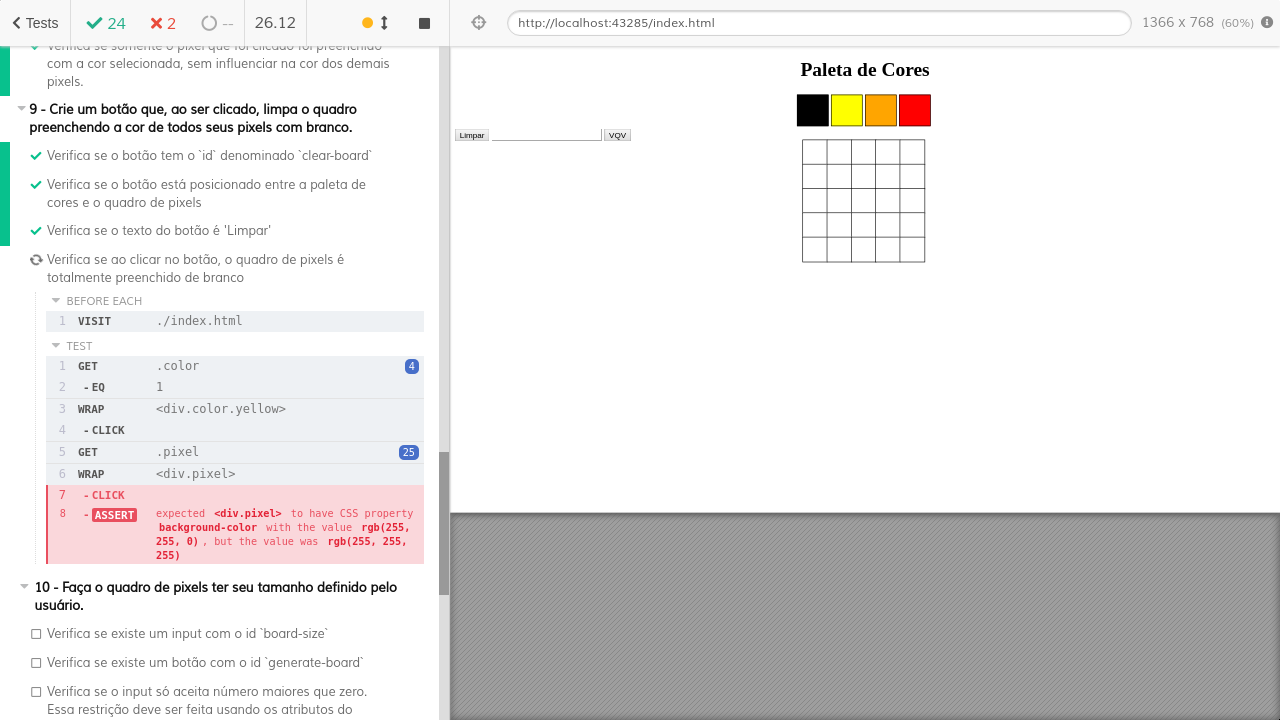 Tests
24
2
--
26.12
http://localhost:43285/index.html
1366 x 768 (60%)
Verifica se somente o pixel que foi clicado foi preenchido
com a cor selecionada, sem influenciar na cor dos demais
pixels.
9 - Crie um botão que, ao ser clicado, limpa o quadro
preenchendo a cor de todos seus pixels com branco.
Verifica se o botão tem o `id` denominado `clear-board`
Verifica se o botão está posicionado entre a paleta de
cores e o quadro de pixels
Verifica se o texto do botão é 'Limpar'
Verifica se ao clicar no botão, o quadro de pixels é
totalmente preenchido de branco
BEFORE EACH
1 VISIT ./index.html
TEST
1 GET .color 4
2 - EQ 1
3 WRAP <div.color.yellow>
4 - CLICK
5 GET .pixel 25
6 WRAP <div.pixel>
7 - CLICK
8 - ASSERT expected <div.pixel> to have CSS property
background-color with the value rgb(255,
255, 0) , but the value was rgb(255, 255,
255)
10 - Faça o quadro de pixels ter seu tamanho definido pelo
usuário.
Verifica se existe um input com o id `board-size`
Verifica se existe um botão com o id `generate-board`
Verifica se o input só aceita número maiores que zero.
Essa restrição deve ser feita usando os atributos do
Paleta de Cores
Limpar
VQV